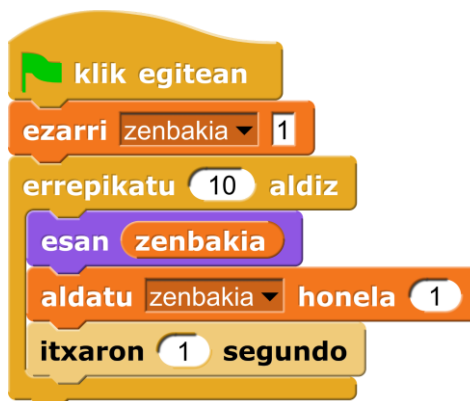 klik egitean
ezarri zenbakia 1
errepikatu 10 aldiz
esan zenbakia
aldatu zenbakia honela 1
itxaron 1 segundo